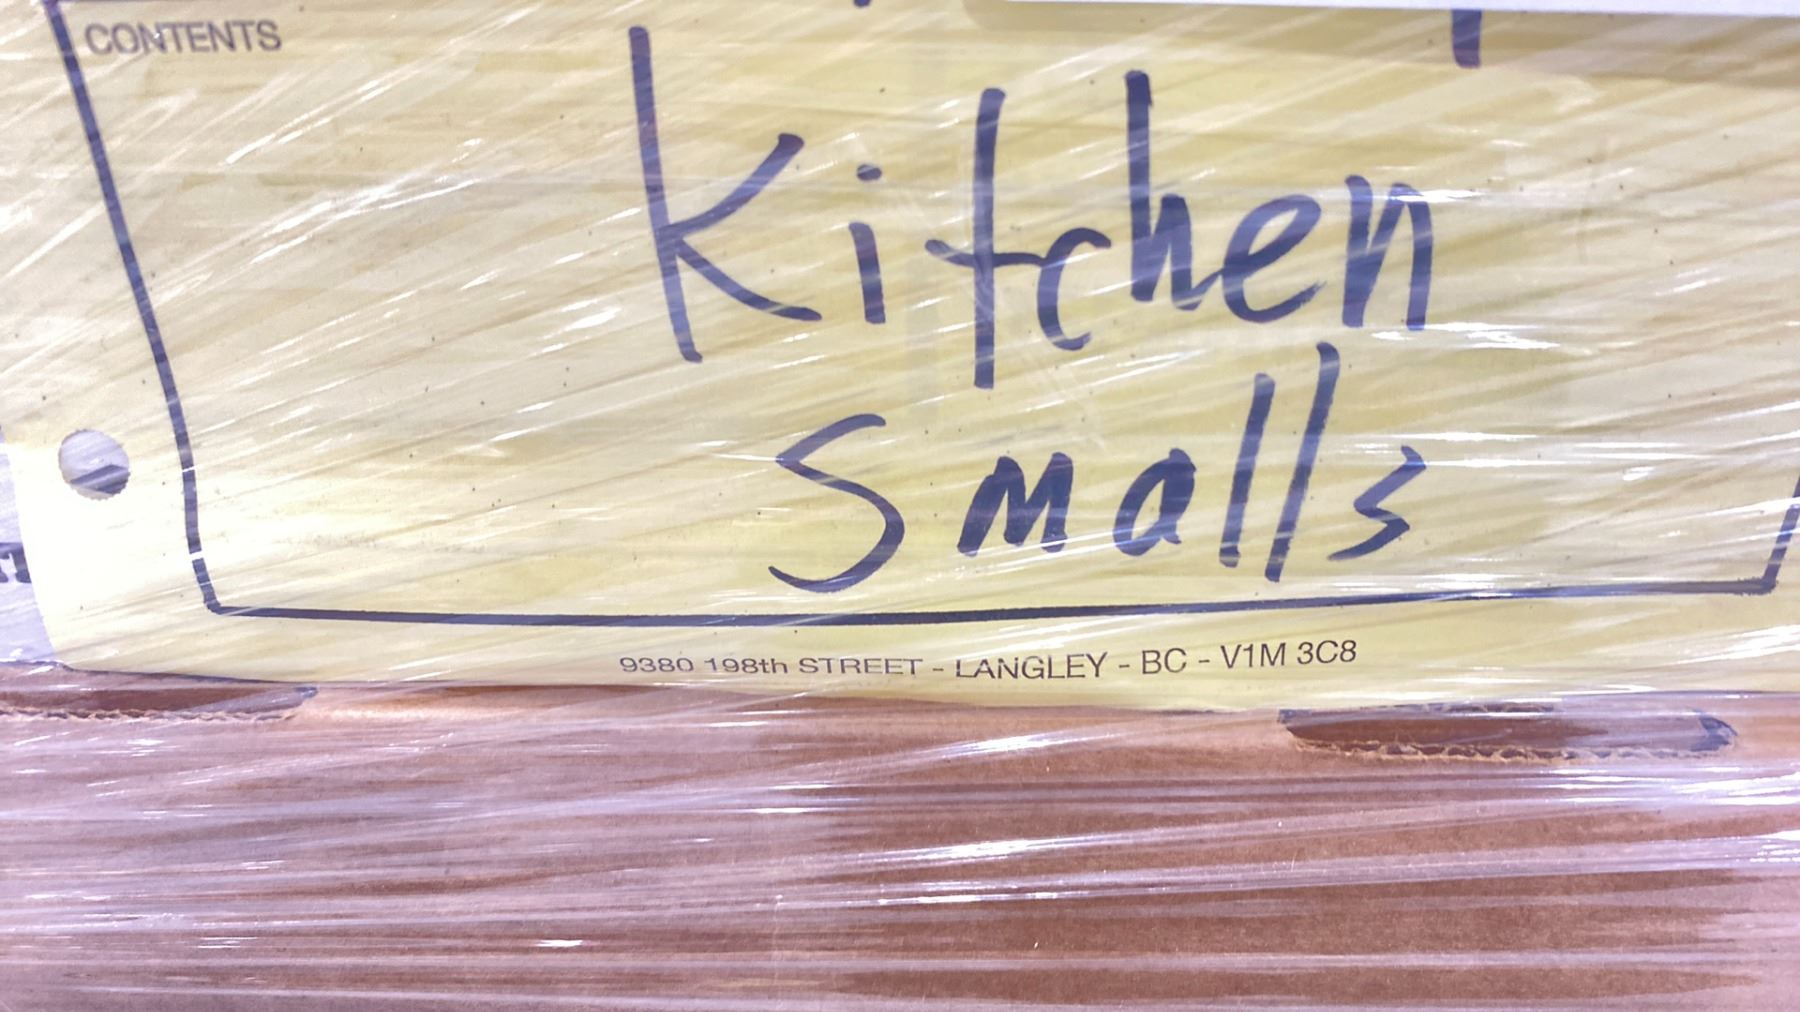 CONTENTS
Kitchen
Smalls
9380 198th STREET - LANGLEY - BC - V1M 3C8